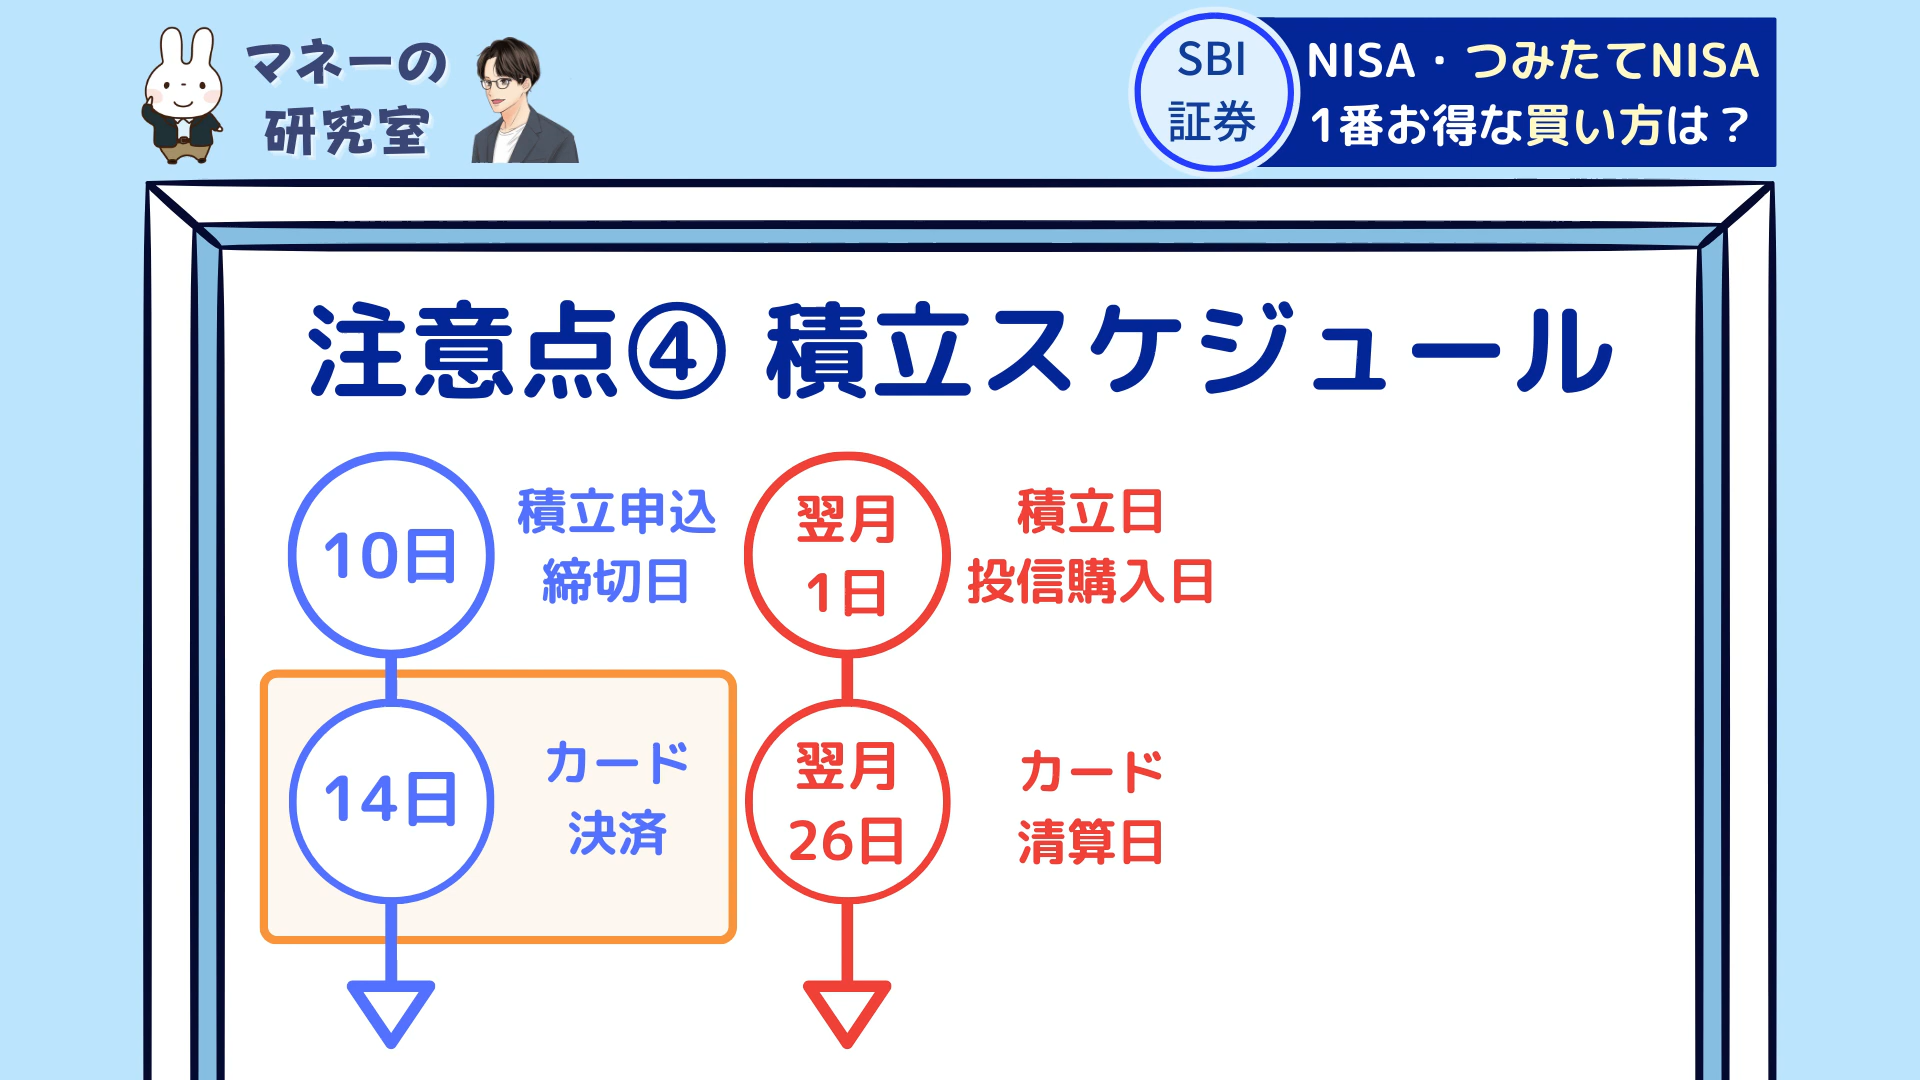 マネーの
研究室
SBI
証券
NISA・つみたてNISA
1番お得な買い方は？
注意点④ 積立スケジュール
10日
積立申込
締切日
14日
カード
決済
翌月
1日
積立日
投信購入日
翌月
26日
カード
清算日